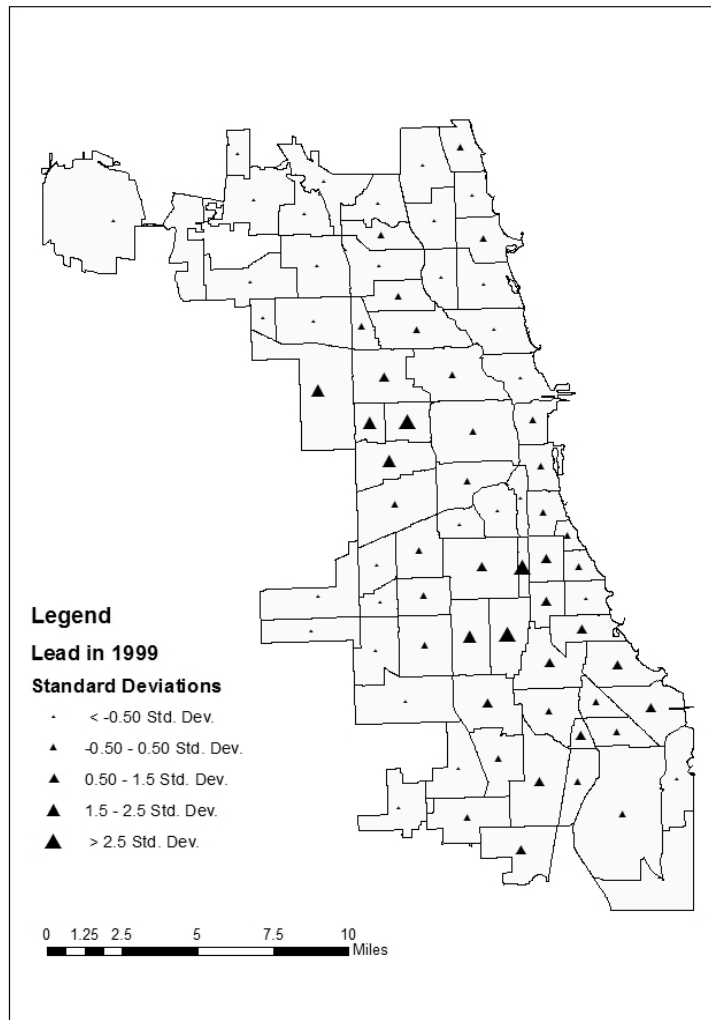 Legend
Lead in 1999
Standard Deviations
< -0.50 Std. Dev.
-0.50 - 0.50 Std. Dev.
0.50 - 1.5 Std. Dev.
1.5 - 2.5 Std. Dev.
> 2.5 Std. Dev.
0 1.25 2.5 5 7.5 10
Miles